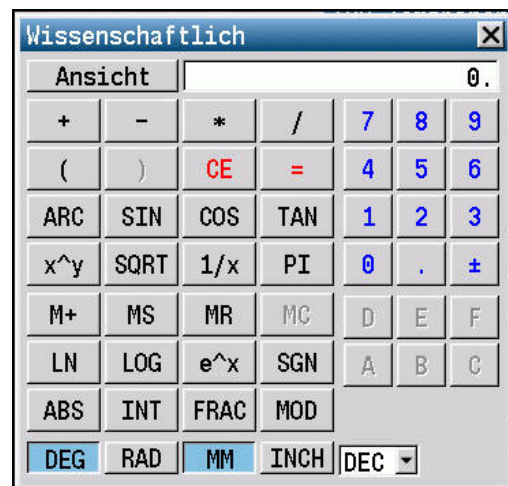 Wissenschaftlich
Ansicht 0.
+ - * / 7 8 9
( ) CE = 4 5 6
ARC SIN COS TAN 1 2 3
x^y SQRT 1/x PI 0 . ±
M+ MS MR MC D E F
LN LOG e^x SGN A B C
ABS INT FRAC MOD
DEG RAD MM INCH DEC